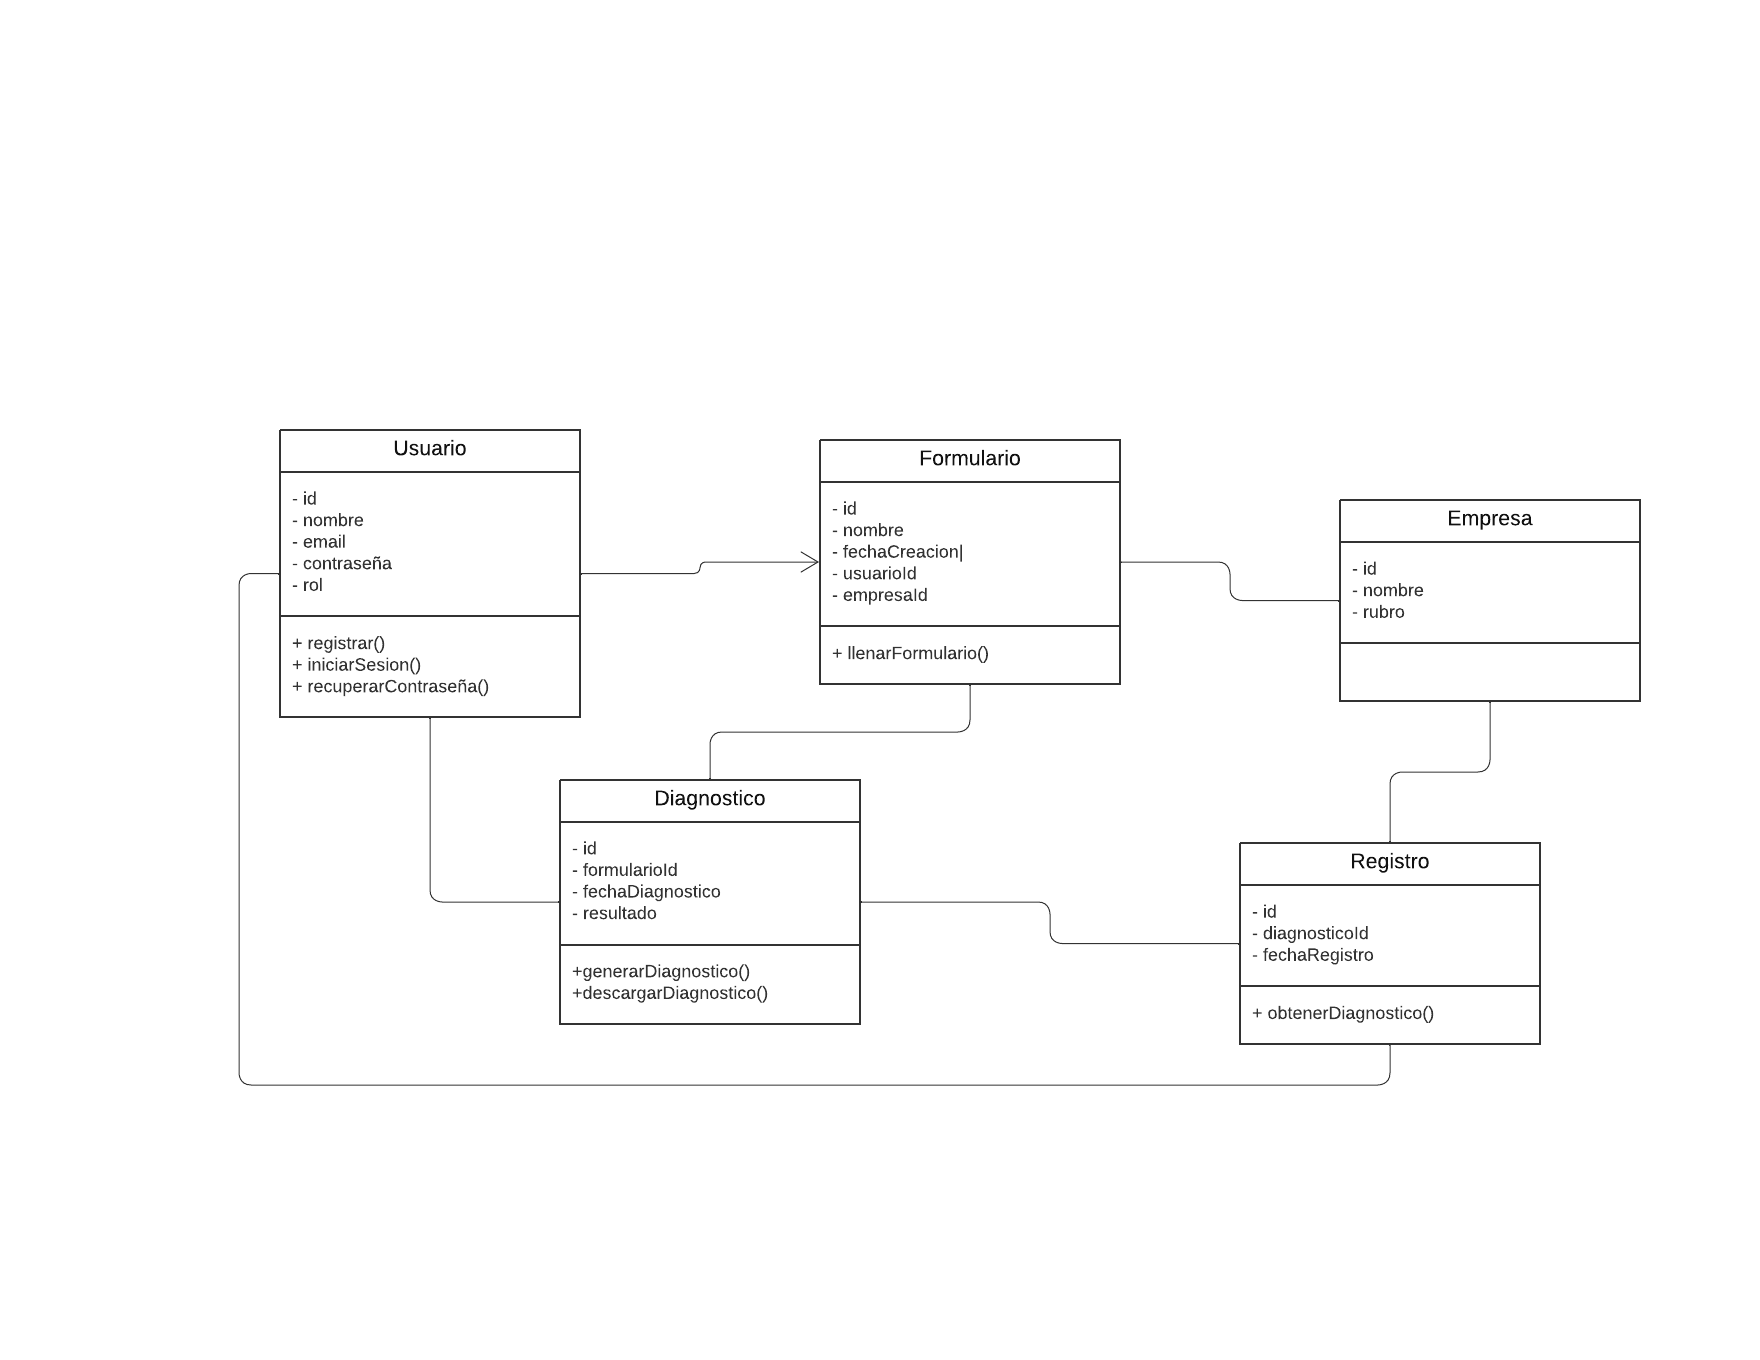 Usuario
- id
- nombre
- email
- contraseña
- rol
+ registrar()
+ iniciarSesion()
+ recuperarContraseña()
Formulario
- id
- nombre
- fechaCreacion|
- usuarioId
- empresaId
+ llenarFormulario()
Empresa
- id
- nombre
- rubro
Diagnostico
- id
- formularioId
- fechaDiagnostico
- resultado
+generarDiagnostico()
+descargarDiagnostico()
Registro
- id
- diagnosticoId
- fechaRegistro
+ obtenerDiagnostico()